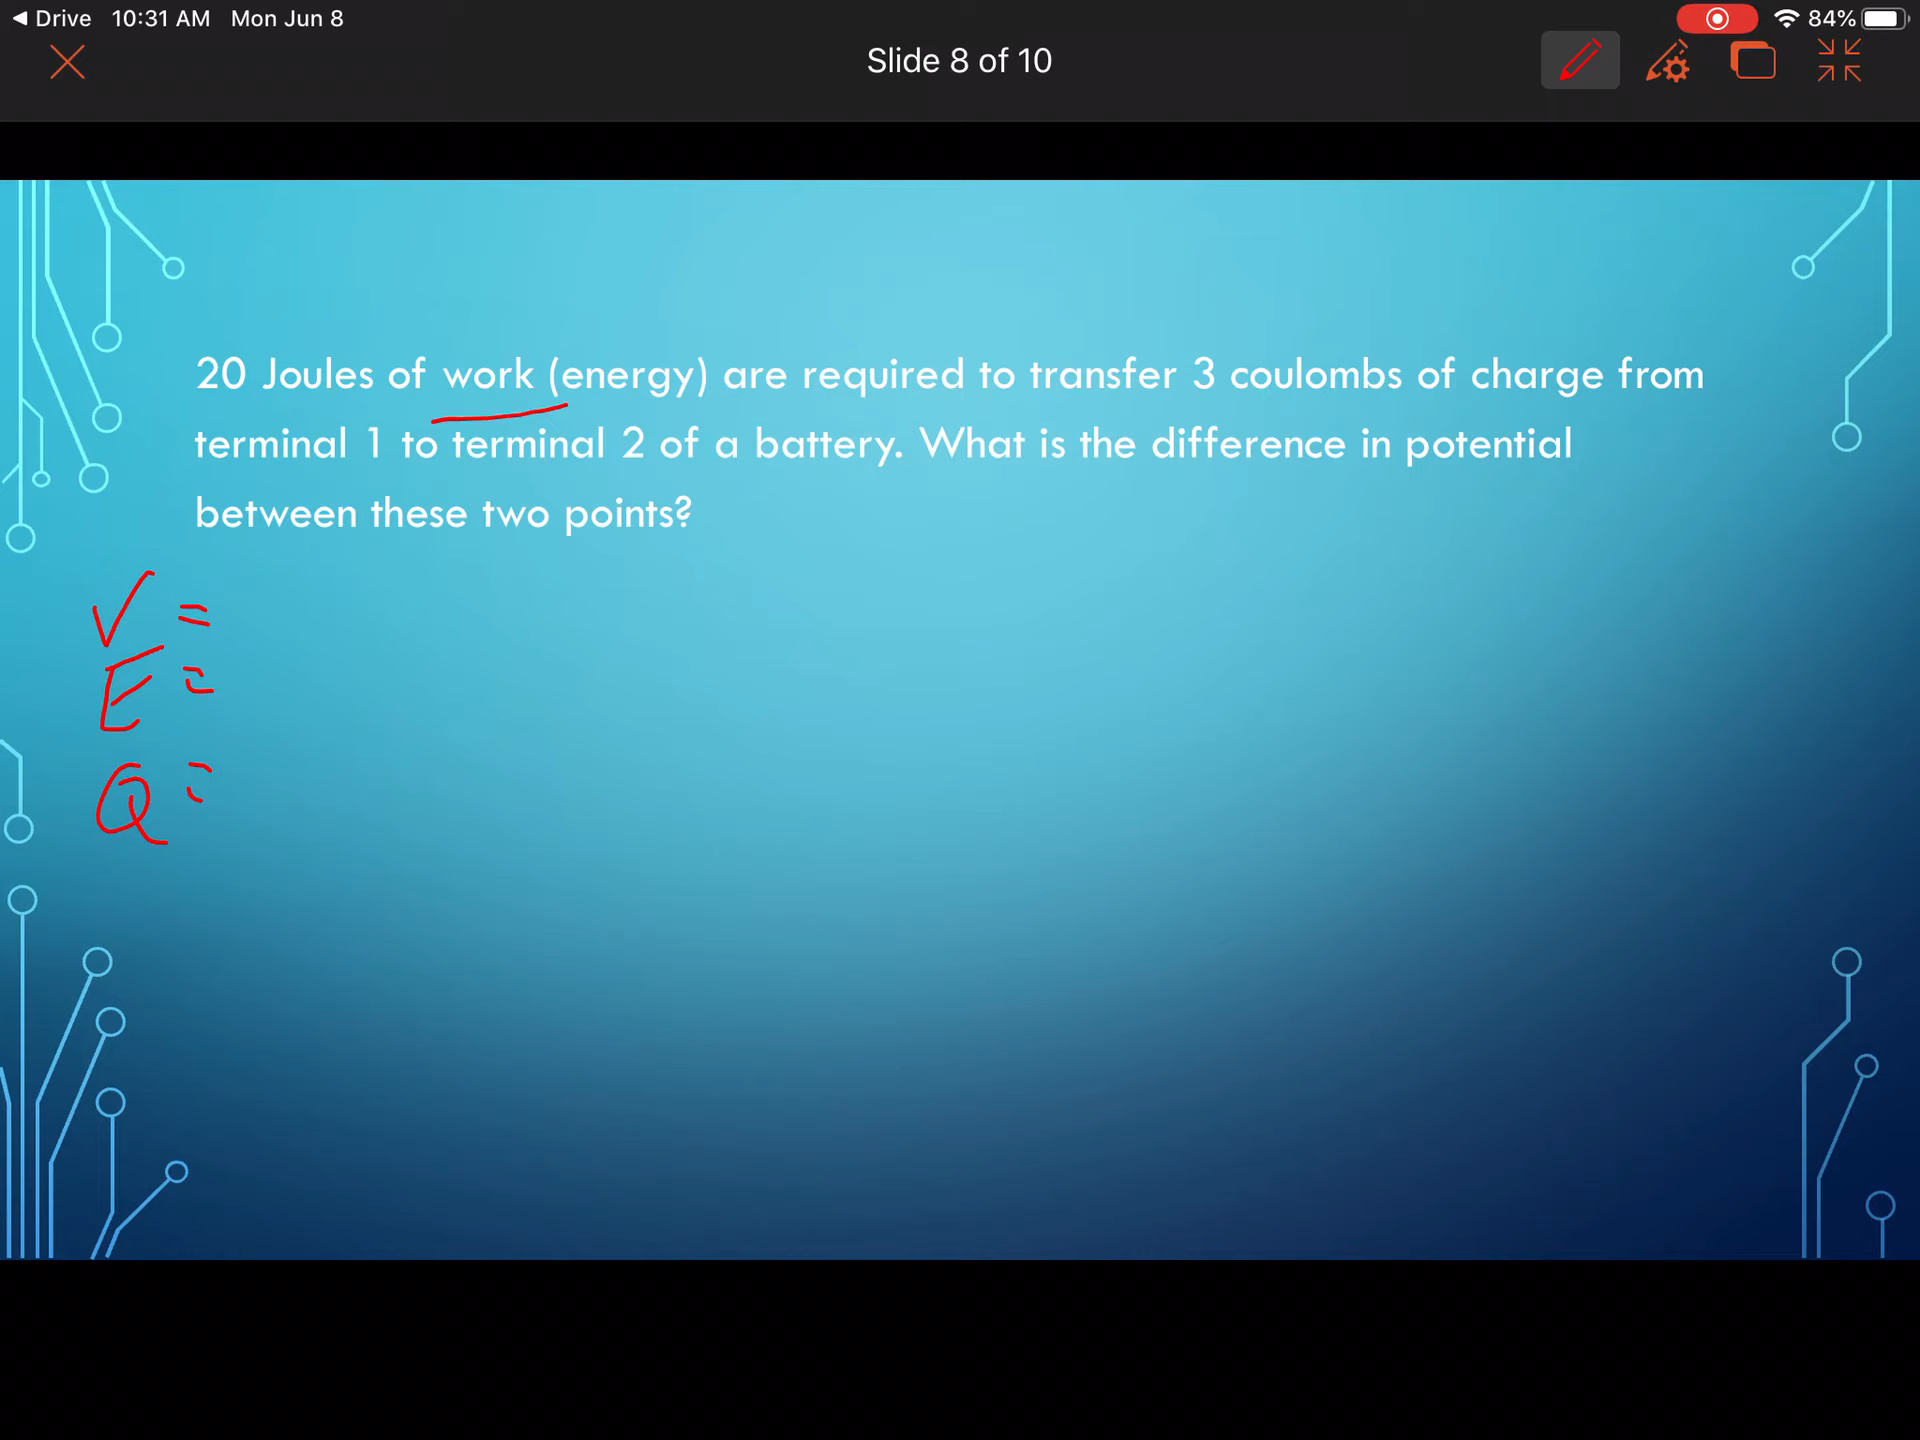 Drive 10:31 AM Mon Jun 8 84%
Slide 8 of 10
20 Joules of work (energy) are required to transfer 3 coulombs of charge from
terminal 1 to terminal 2 of a battery. What is the difference in potential
between these two points?
V =
E =
Q =